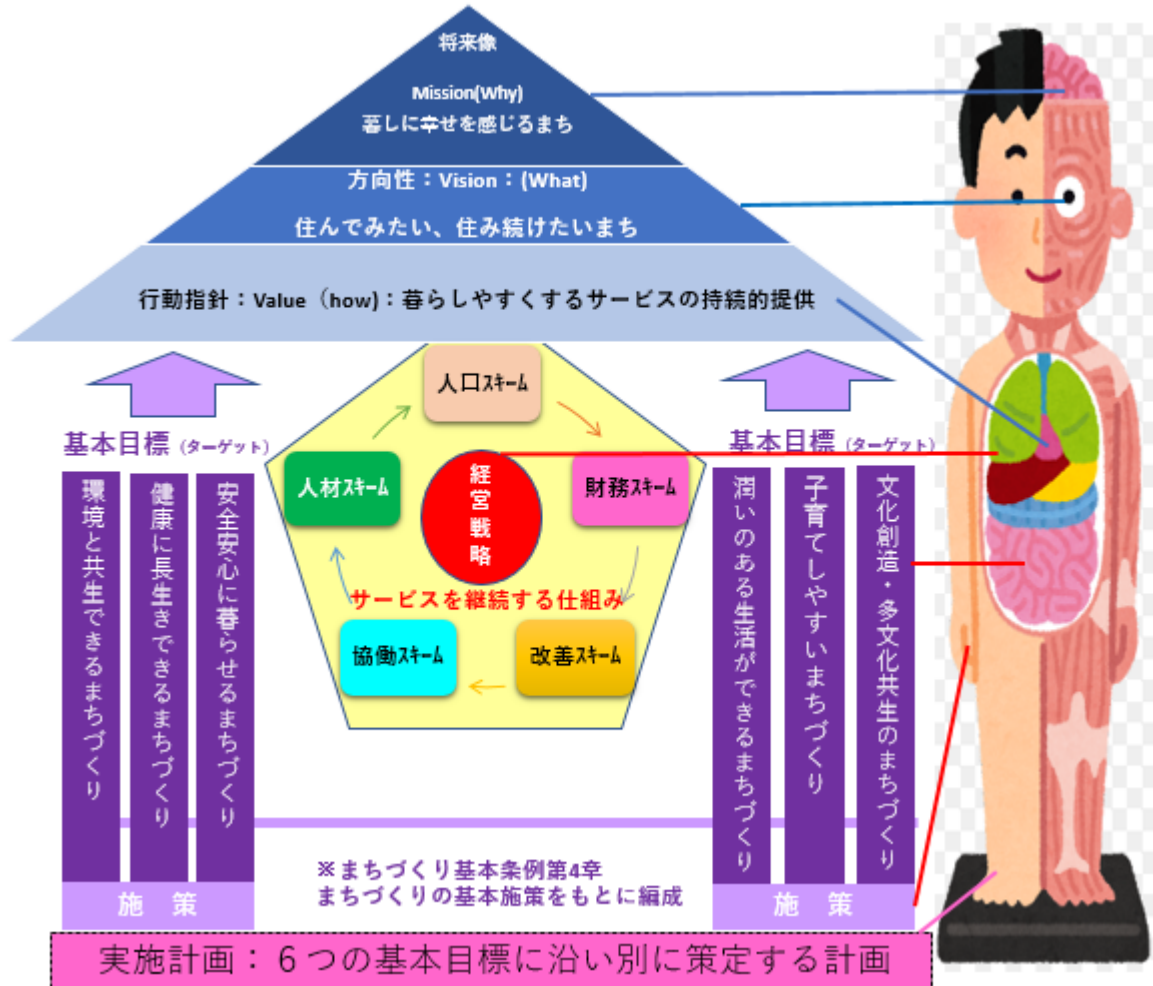 将来像
Mission(Why)
暮しに幸せを感じるまち
方向性：Vision：(What)
住んでみたい、住み続けたいまち
行動指針：Value（how)：暮らしやすくするサービスの持続的提供
基本目標（ターゲット）
環境と共生できるまちづくり
健康に長生きできるまちづくり
安全安心に暮らせるまちづくり
施　策
人口ｽｷｰﾑ
人材ｽｷｰﾑ
経営戦略
財務ｽｷｰﾑ
サービスを継続する仕組み
協働ｽｷｰﾑ
改善ｽｷｰﾑ
基本目標（ターゲット）
潤いのある生活ができるまちづくり
子育てしやすいまちづくり
文化創造・多文化共生のまちづくり
施　策
※まちづくり基本条例第4章
まちづくりの基本施策をもとに編成
実施計画：６つの基本目標に沿い別に策定する計画